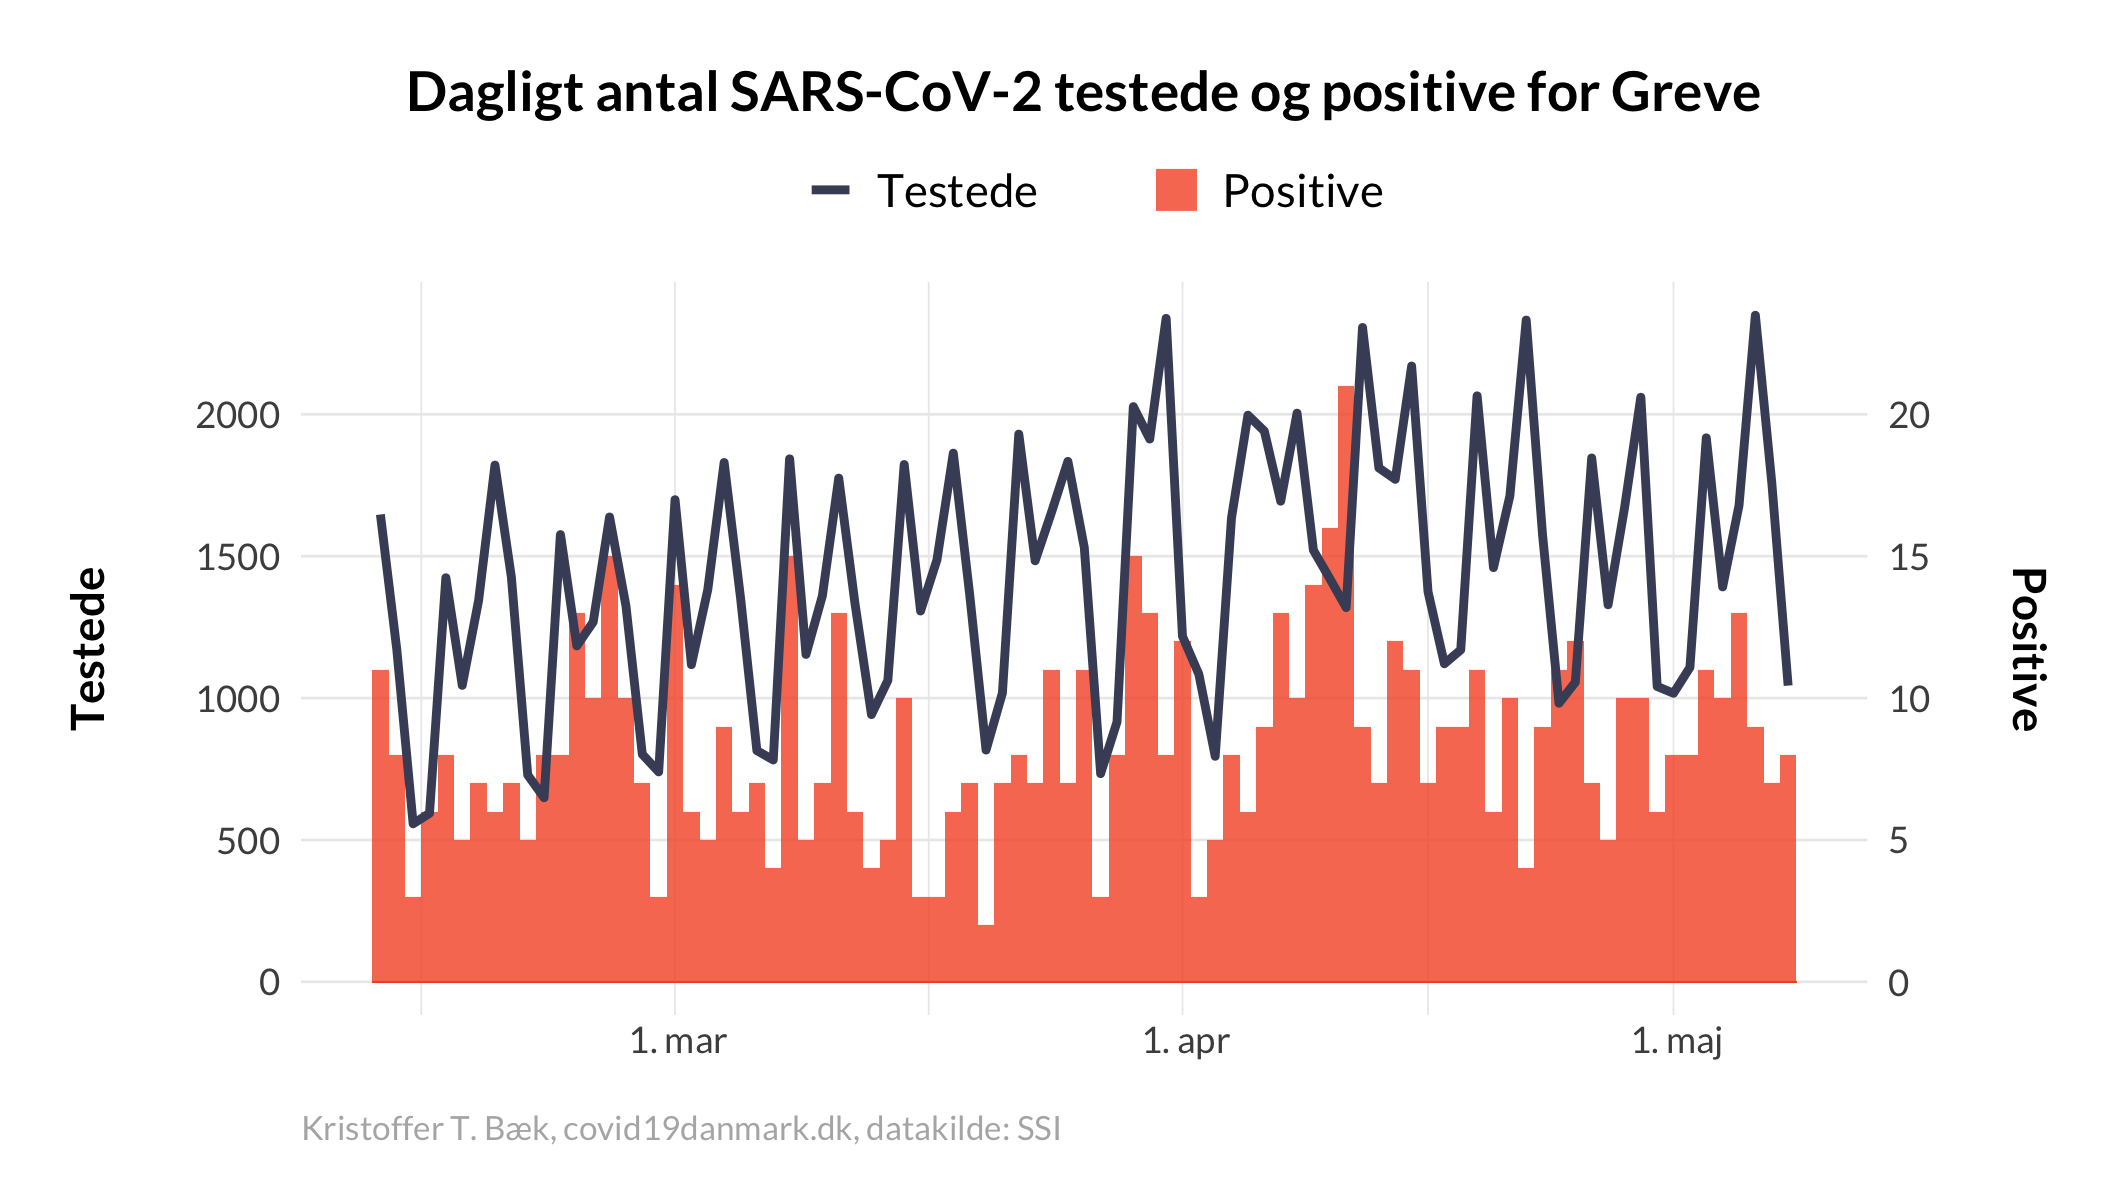 Dagligt antal SARS-CoV-2 testede og positive for Greve
Testede
Positive
Testede
2000
1500
1000
500
0
20
15
10
5
0
Positive
1. mar
1. apr
1. maj
Kristoffer T. Bæk, covid19danmark.dk, datakilde: SSI